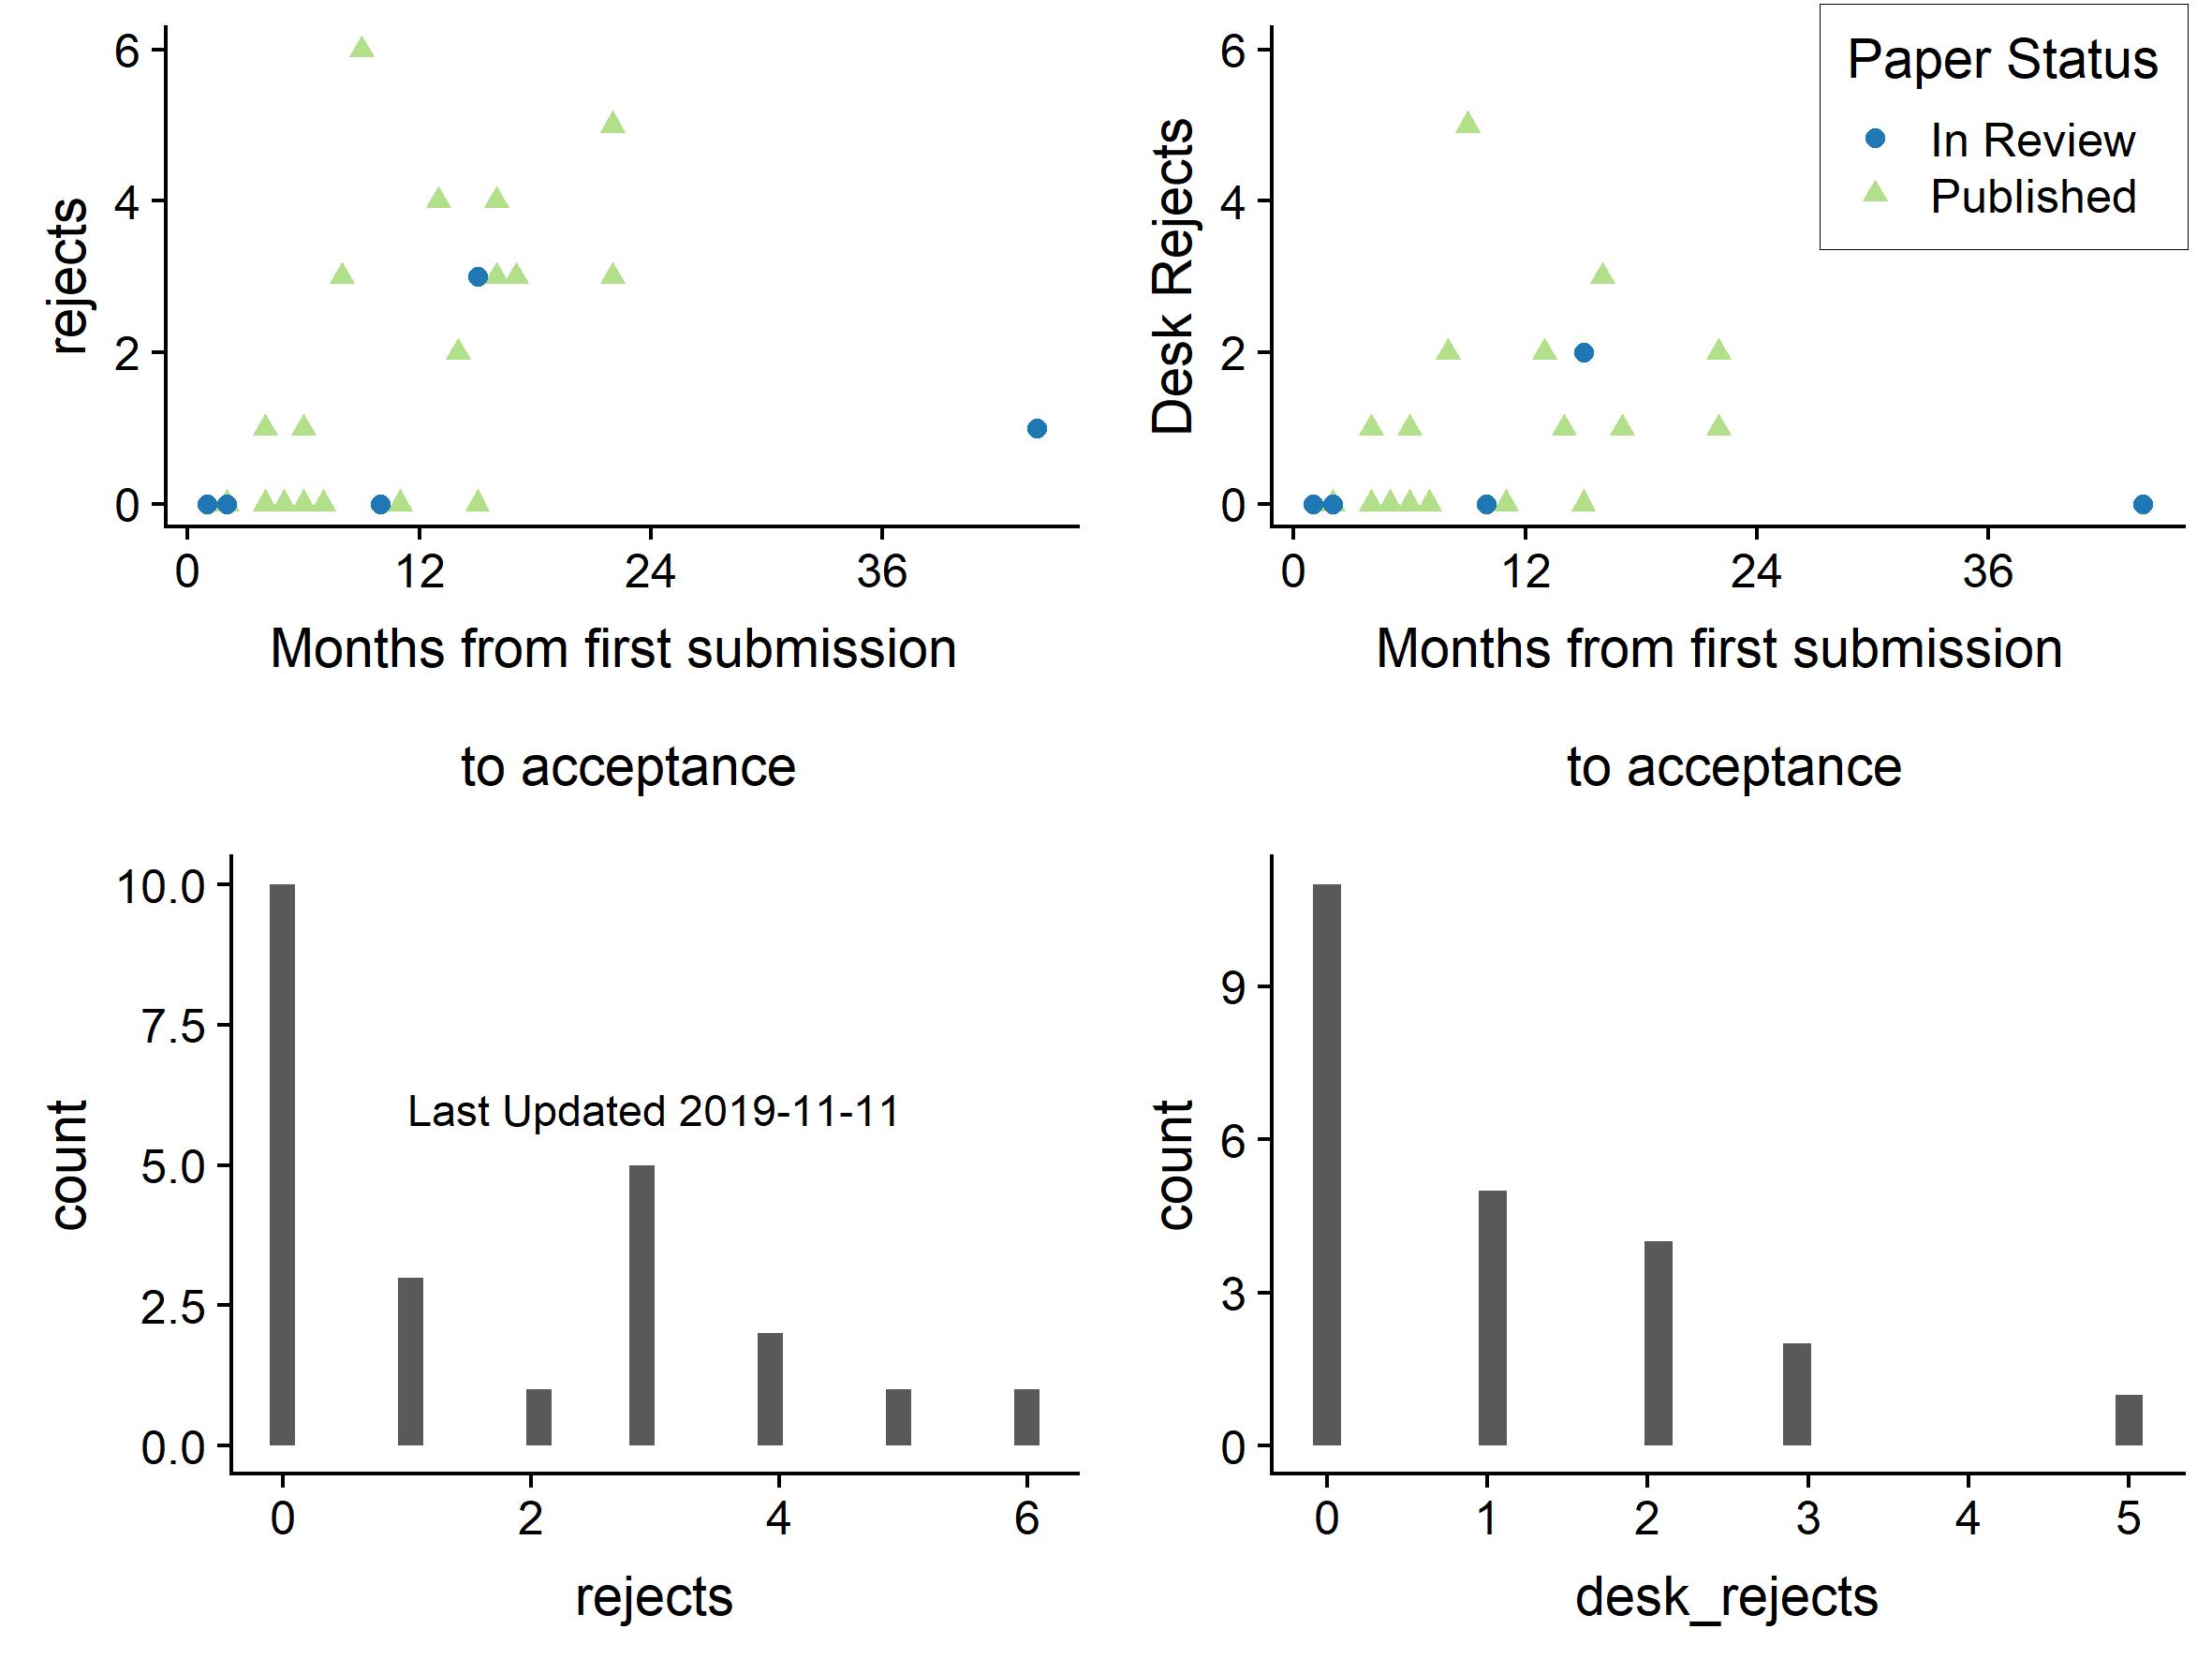 6
4
2
0
rejects
0 12 24 36
Months from first submission
to acceptance
6
4
2
0
Desk Rejects
0 12 24 36
Months from first submission
to acceptance
Paper Status
In Review
Published
10.0
7.5
5.0
2.5
0.0
count
Last Updated 2019-11-11
0 2 4 6
rejects
9
6
3
0
count
0 1 2 3 4 5
desk_rejects